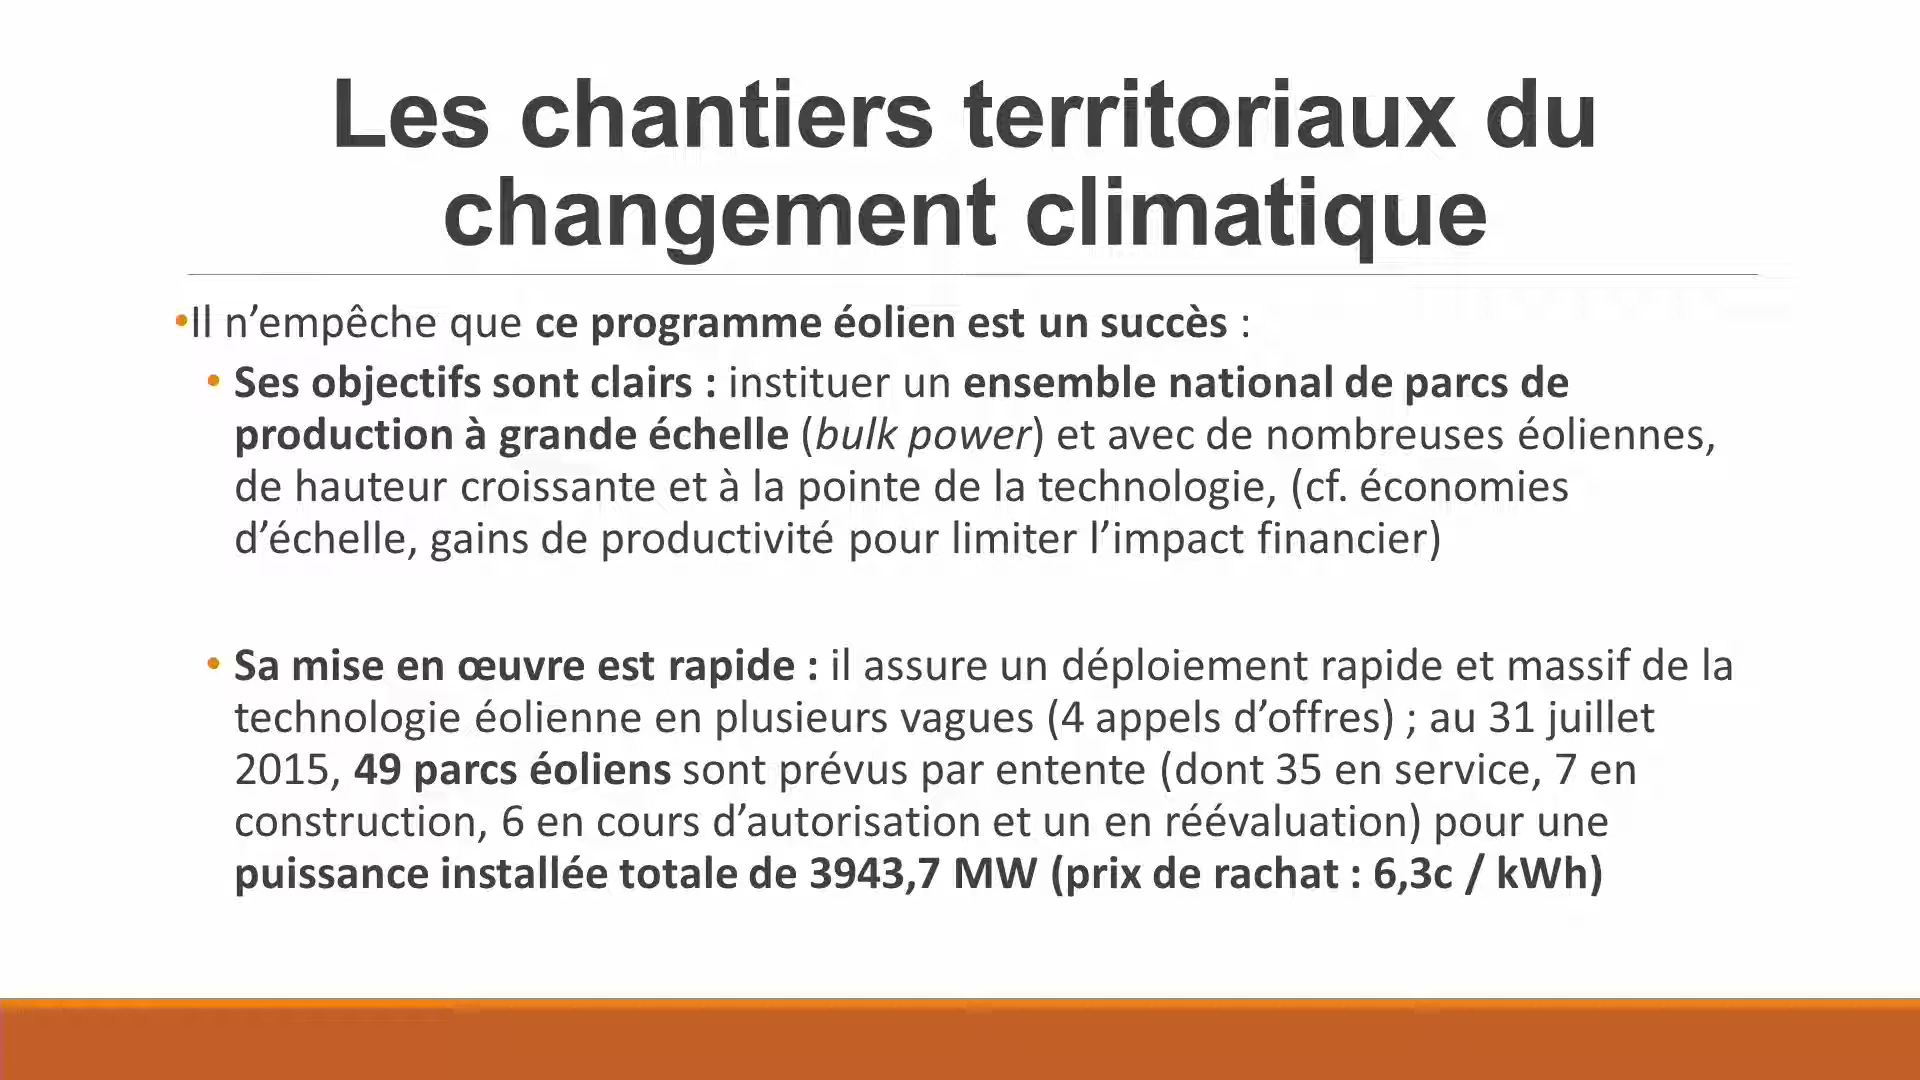 Les chantiers territoriaux du
changement climatique
•Il n’empêche que ce programme éolien est un succès :
• Ses objectifs sont clairs : instituer un ensemble national de parcs de
production à grande échelle (bulk power) et avec de nombreuses éoliennes,
de hauteur croissante et à la pointe de la technologie, (cf. économies
d’échelle, gains de productivité pour limiter l’impact financier)
• Sa mise en œuvre est rapide : il assure un déploiement rapide et massif de la
technologie éolienne en plusieurs vagues (4 appels d’offres) ; au 31 juillet
2015, 49 parcs éoliens sont prévus par entente (dont 35 en service, 7 en
construction, 6 en cours d’autorisation et un en réévaluation) pour une
puissance installée totale de 3943,7 MW (prix de rachat : 6,3c / kWh)